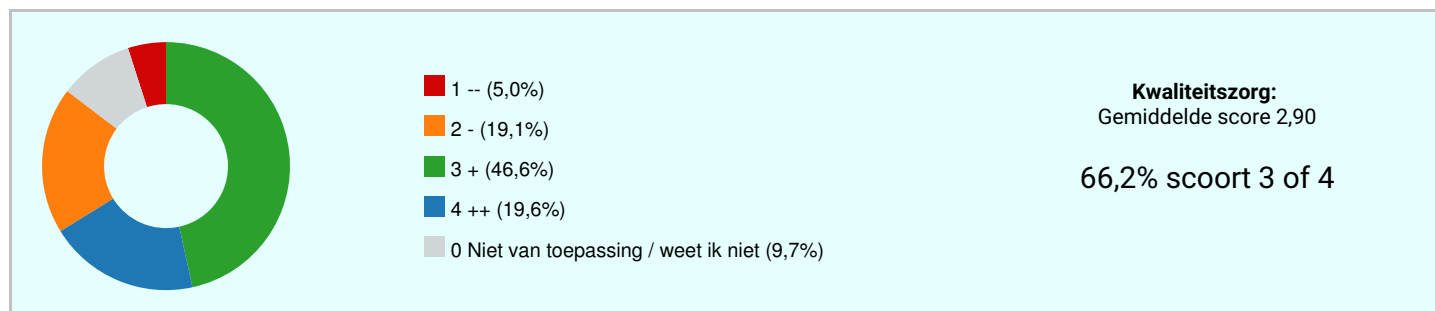 1 -- (5,0%)
2 - (19,1%)
3 + (46,6%)
4 ++ (19,6%)
0 Niet van toepassing / weet ik niet (9,7%)
Kwaliteitszorg:
Gemiddelde score 2,90
66,2% scoort 3 of 4